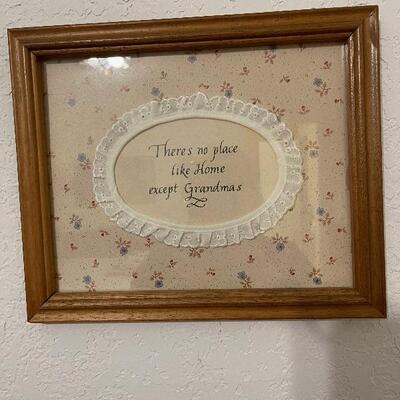 Theres no place
like Home
except Grandmas